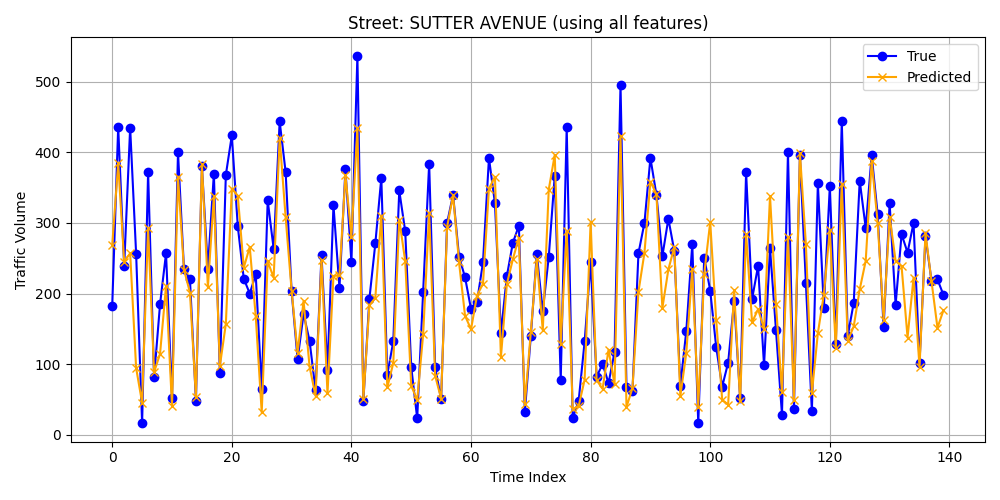 Street: SUTTER AVENUE (using all features)
True
Predicted
Traffic Volume
500
400
300
200
100
0
0 20 40 60 80 100 120 140
Time Index